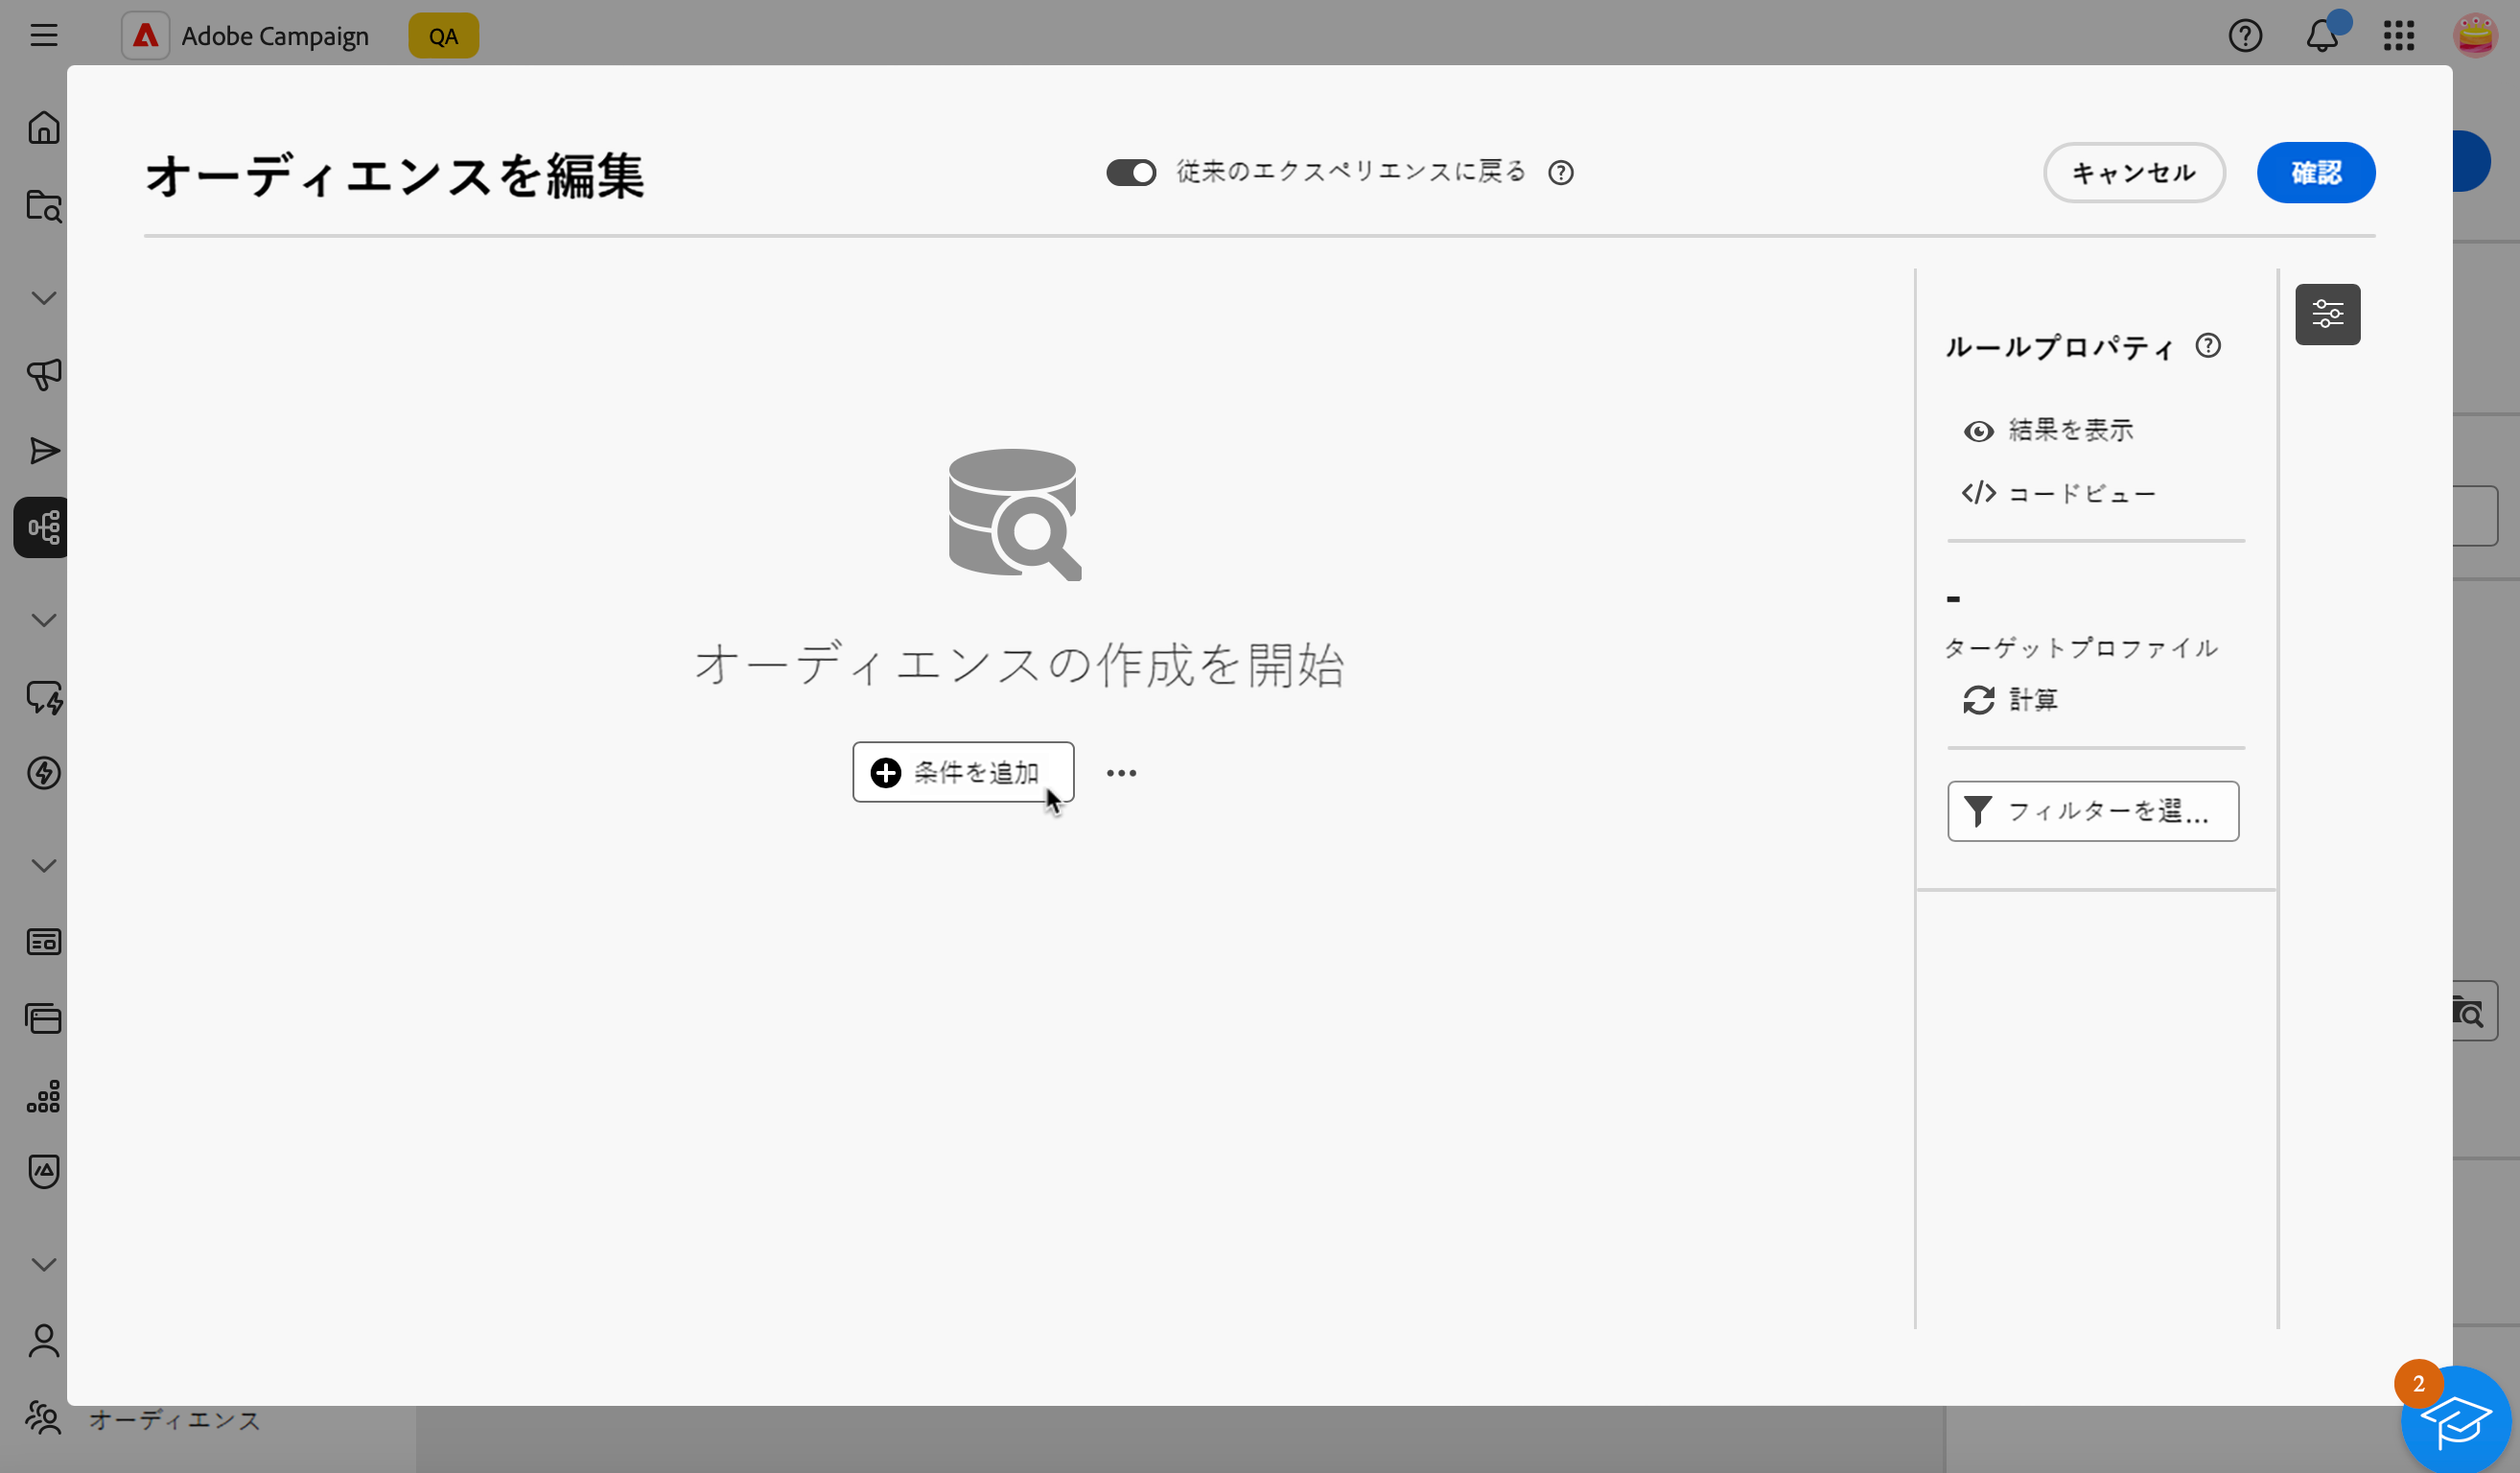 Adobe Campaign
QA
オーディエンスを編集
従来のエクスペリエンスに戻る
キャンセル
確認
オーディエンスの作成を開始
条件を追加
ルールプロパティ
結果を表示
コードビュー
-
ターゲットプロファイル
計算
フィルターを選...
オーディエンス
2